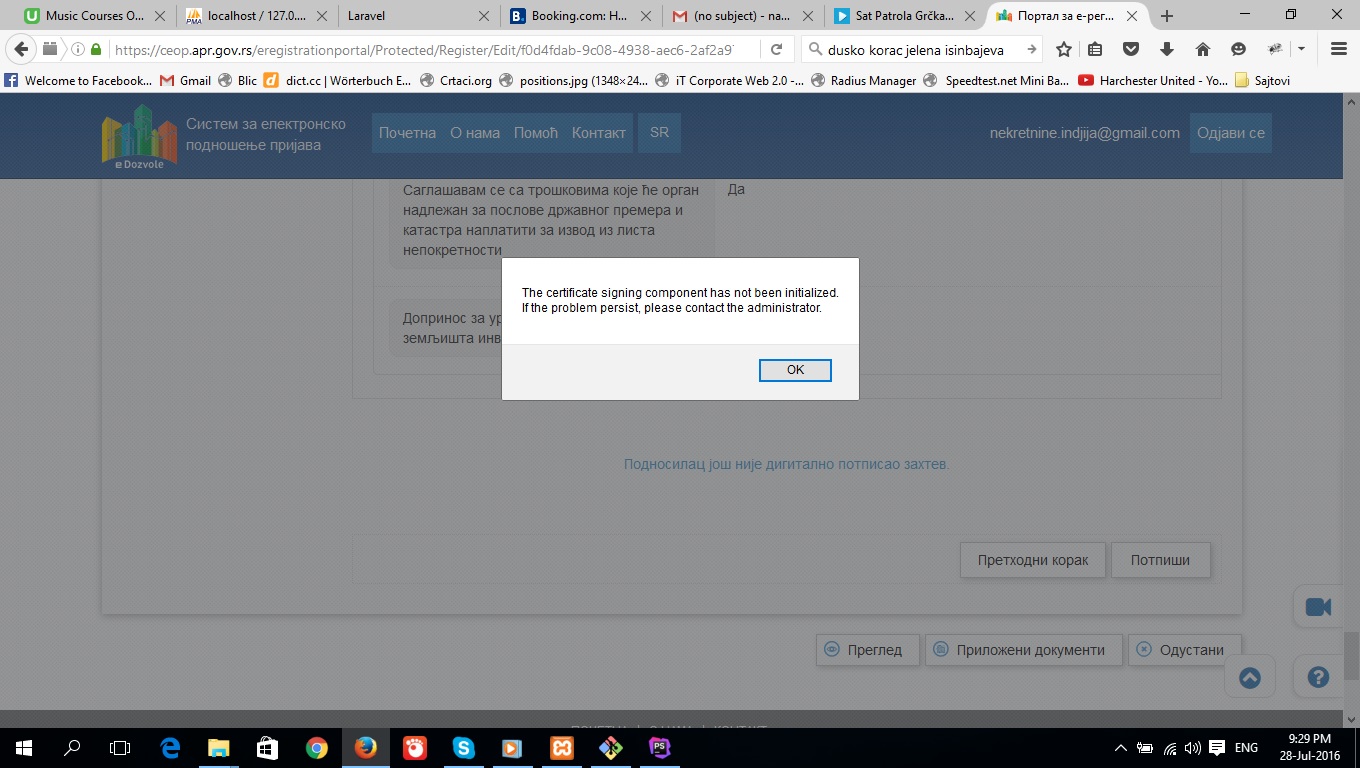 Music Courses O...
localhost / 127.0....
Laravel
Booking.com: H...
(no subject) - na...
Sat Patrola Grčka...
Портал за е-рег...
https://ceop.apr.gov.rs/eregistrationportal/Protected/Register/Edit/f0d4fdab-9c08-4938-aec6-2af291
dusko korac jelena isinbajeva
Welcome to Facebook...
Gmail
Blic
dict.cc | Wörterbuch E...
Crtaci.org
positions.jpg (1348×24...
iT Corporate Web 2.0 -...
Radius Manager
Speedtest.net Mini Ba...
Harchester United - Yo...
Sajtovi
e Dozvole
Систем за електронско
подношење пријава
Почетна
О нама
Помоћ
Контакт
SR
nekretnine.indjija@gmail.com
Одјави се
Саглашавам се са трошковима које ће орган
надлежан за послове државног премера и
катастра наплатити за извод из листа
непокретности
Да
Допринос за ур
земљишта инв
The certificate signing component has not been initialized.
If the problem persist, please contact the administrator.
OK
Подносилац још није дигитално потписао захтев.
Претходни корак
Потпиши
Преглед
Приложени документи
Одустани
ENG
9:29 PM
28-Jul-2016